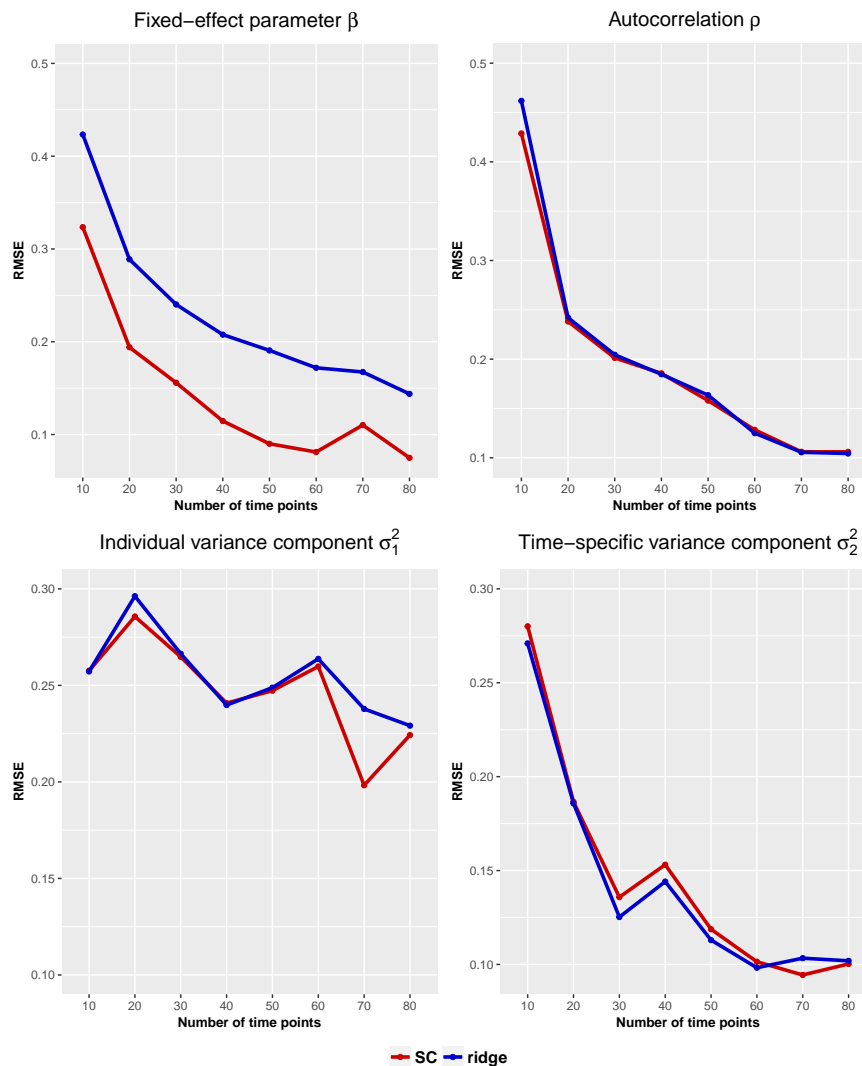 Fixed−effect parameter β
Autocorrelation ρ
0.5
0.4
0.3
0.2
0.1
RMSE
10 20 30 40 50 60 70 80
Number of time points
0.5
0.4
0.3
0.2
0.1
RMSE
10 20 30 40 50 60 70 80
Number of time points
Individual variance component σ₁²
Time−specific variance component σ₂²
0.30
0.25
0.20
0.15
0.10
RMSE
10 20 30 40 50 60 70 80
Number of time points
0.30
0.25
0.20
0.15
0.10
RMSE
10 20 30 40 50 60 70 80
Number of time points
SC ridge